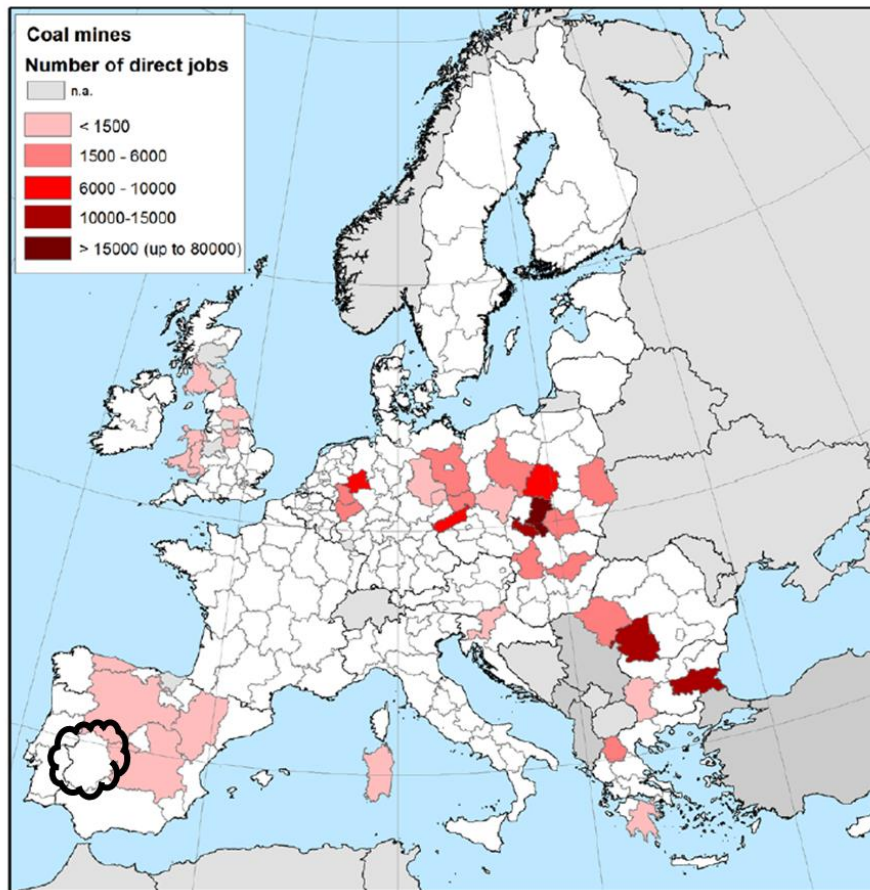 Coal mines
Number of direct jobs
n.a.
< 1500
1500 - 6000
6000 - 10000
10000-15000
> 15000 (up to 80000)